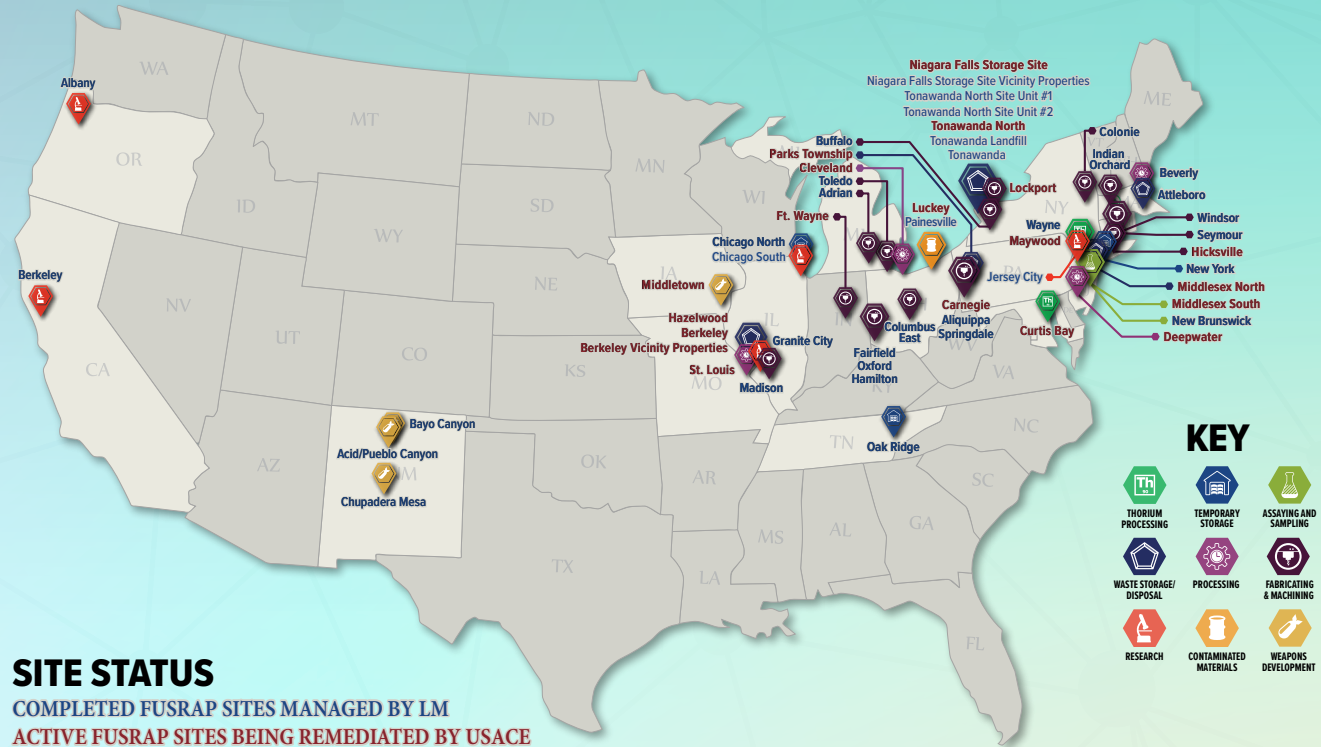 Niagara Falls Storage Site
Niagara Falls Storage Site Vicinity Properties
Tonawanda North Site Unit #1
Tonawanda North Site Unit #2
Tonawanda North
Tonawanda Landfill
Tonawanda
Albany
WA
MT
ND
MN
ME
OR
ID
SD
WI
WY
Buffalo
Parks Township
Cleveland
Toledo
Adrian
Ft. Wayne
Luckey
Painesville
Lockport
Colonie
Indian
Orchard
Beverly
Attleboro
NY
Wayne
Maywood
Jersey City
Windsor
Seymour
Hicksville
New York
Middlesex North
Middlesex South
New Brunswick
Deepwater
Chicago North
Chicago South
Berkeley
NV
UT
CO
NE
IA
Middletown
Hazelwood
Berkeley
Berkeley Vicinity Properties
St. Louis
IL
Granite City
Madison
MO
KS
CA
IN
Fairfield
Oxford
Hamilton
Columbus
East
Carnegie
Aliquippa
Springdale
PA
WV
VA
KY
Curtis Bay
Th
Bayo Canyon
Acid/Pueblo Canyon
NM
Chupadera Mesa
AZ
OK
AR
TN
Oak Ridge
NC
SC
TX
LA
MS
AL
GA
FL
KEY
Th
90
THORIUM
PROCESSING
TEMPORARY
STORAGE
ASSAYING AND
SAMPLING
WASTE STORAGE/
DISPOSAL
PROCESSING
FABRICATING
& MACHINING
RESEARCH
CONTAMINATED
MATERIALS
WEAPONS
DEVELOPMENT
SITE STATUS
COMPLETED FUSRAP SITES MANAGED BY LM
ACTIVE FUSRAP SITES BEING REMEDIATED BY USACE